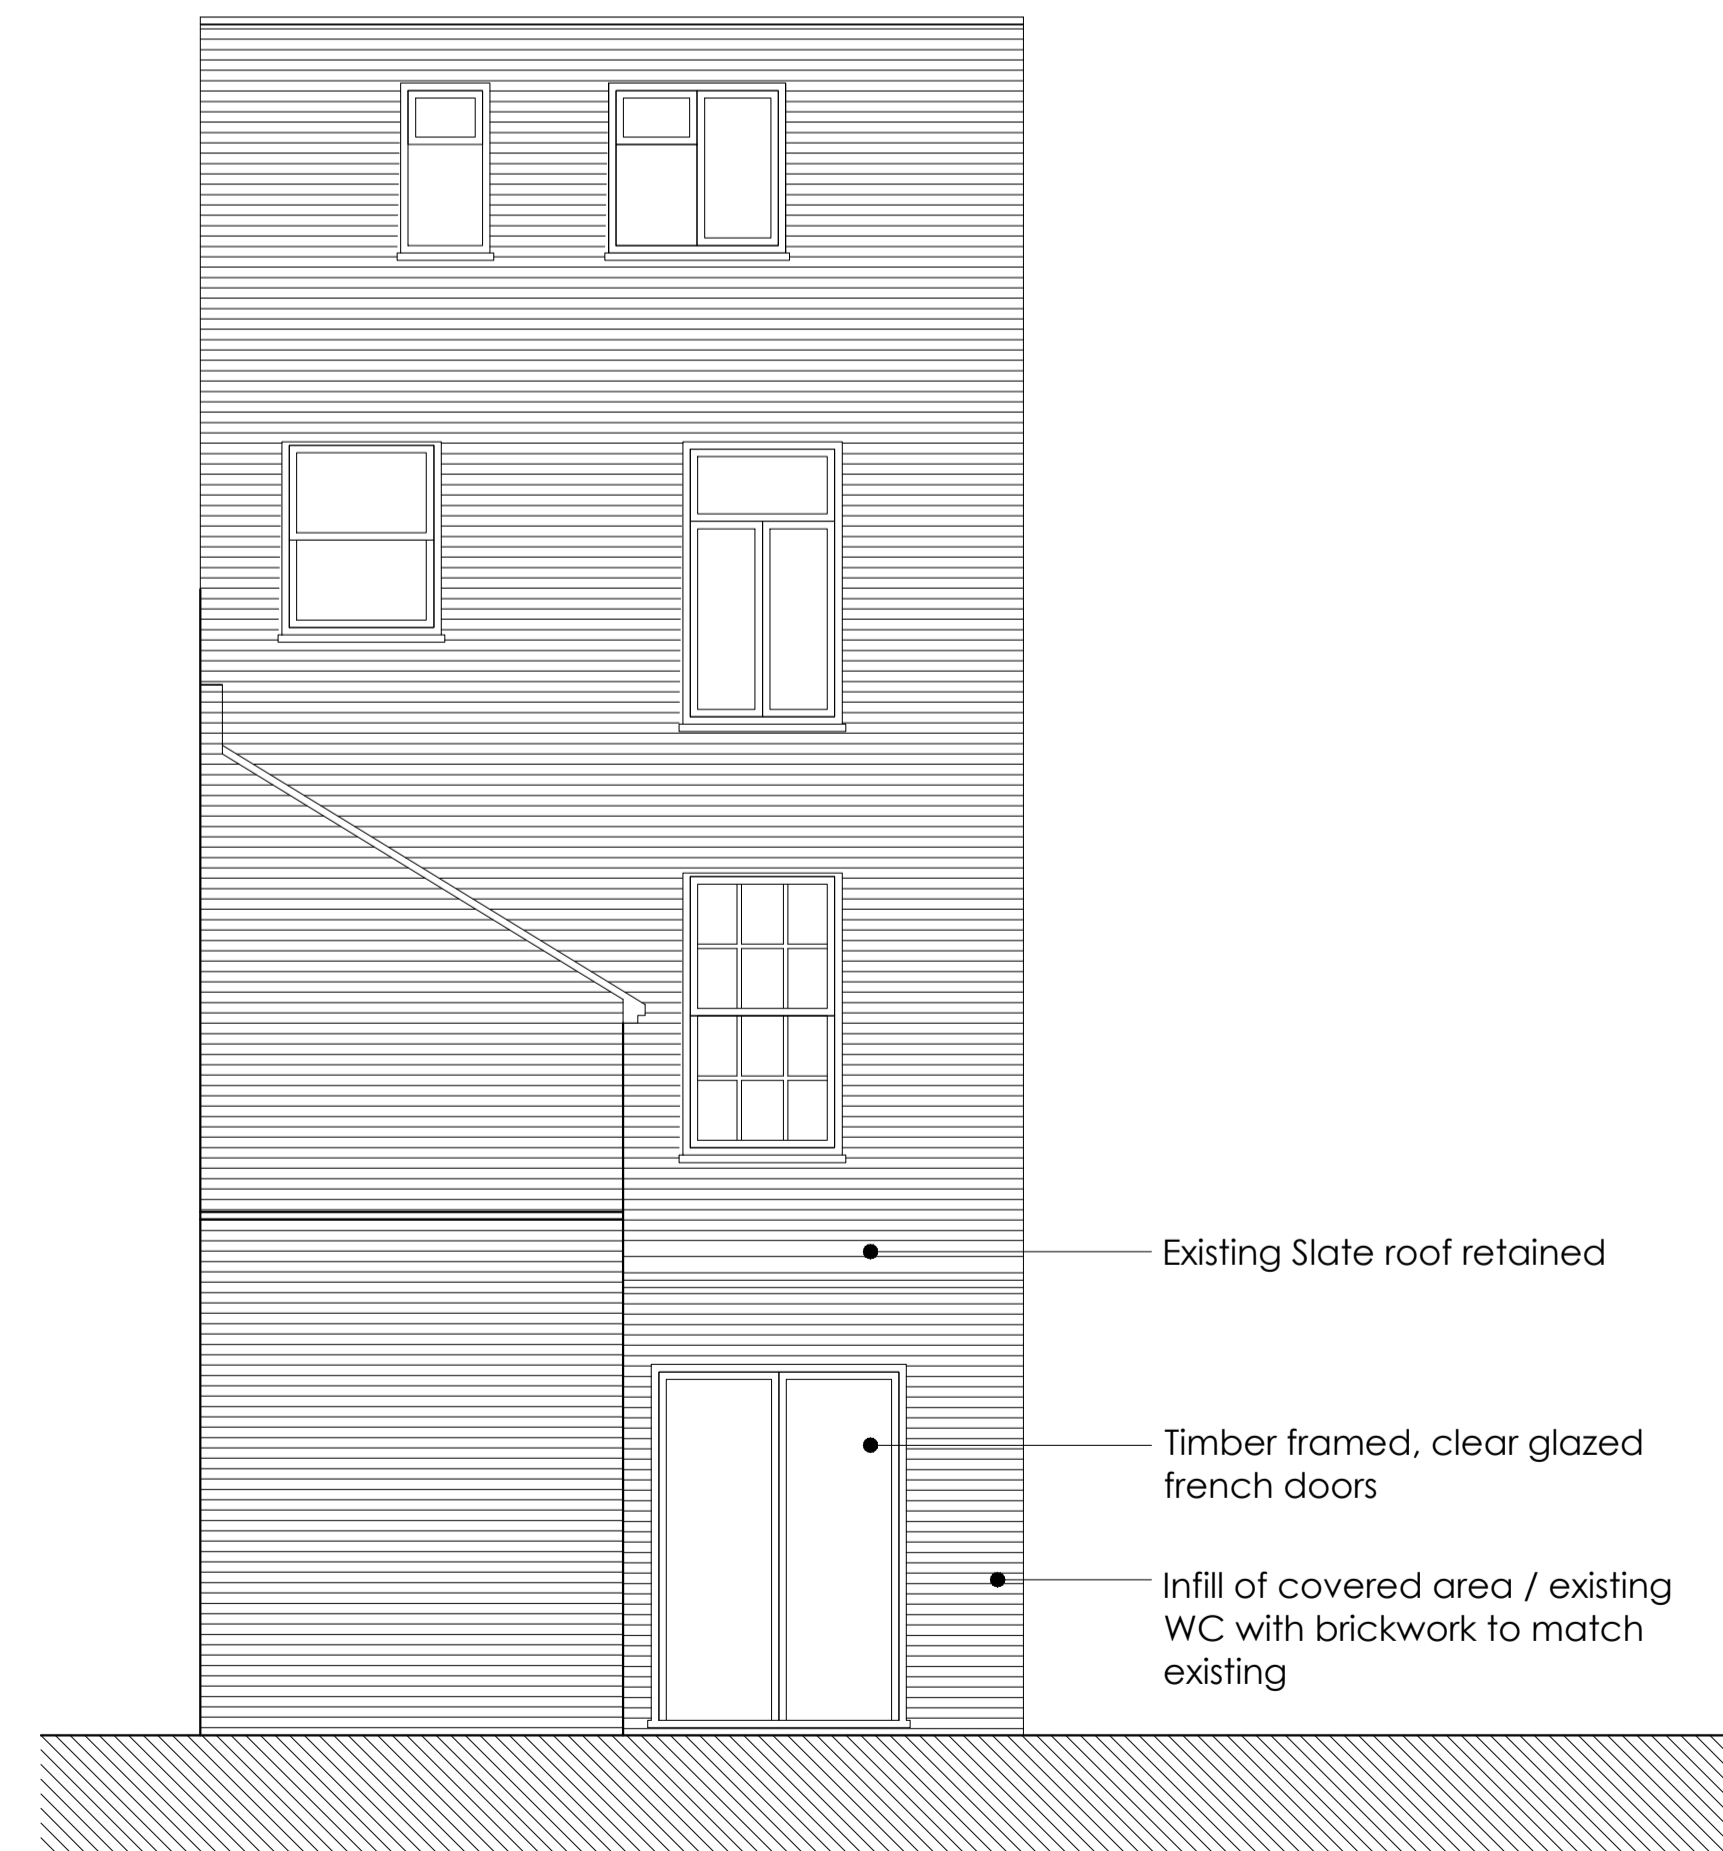 Existing Slate roof retained
Timber framed, clear glazed
french doors
Infill of covered area / existing
WC with brickwork to match
existing